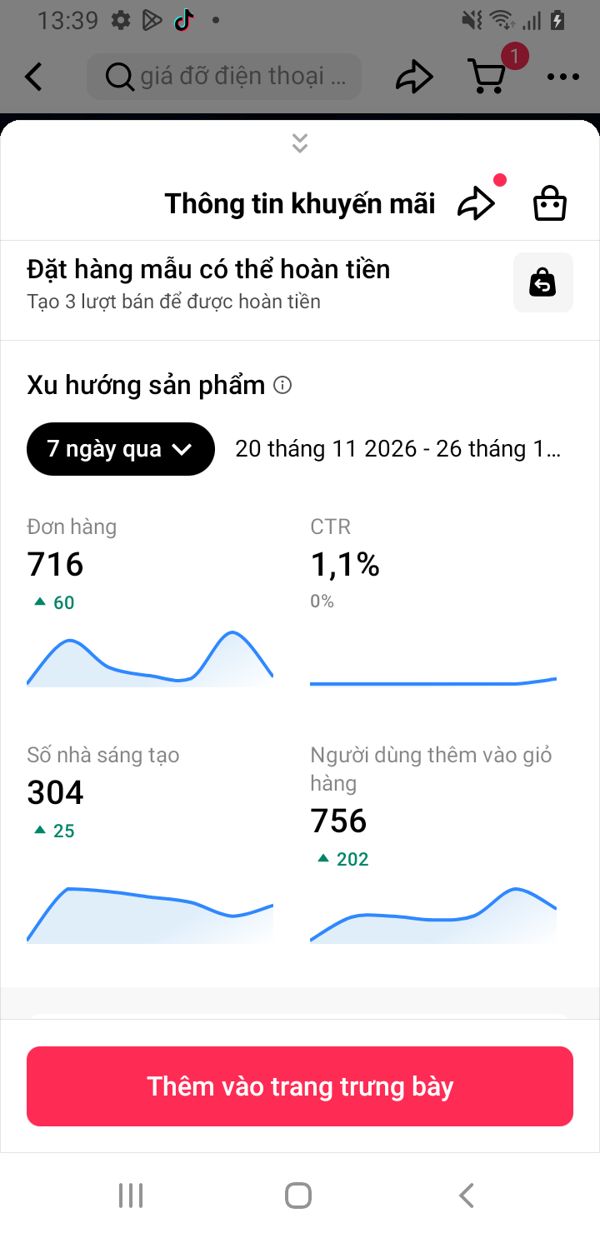 13:39
giá đỡ điện thoại ...
1
Thông tin khuyến mãi
Đặt hàng mẫu có thể hoàn tiền
Tạo 3 lượt bán để được hoàn tiền
Xu hướng sản phẩm
7 ngày qua
20 tháng 11 2026 - 26 tháng 1...
Đơn hàng
716
60
CTR
1,1%
0%
Số nhà sáng tạo
304
25
Người dùng thêm vào giỏ
hàng
756
202
Thêm vào trang trưng bày